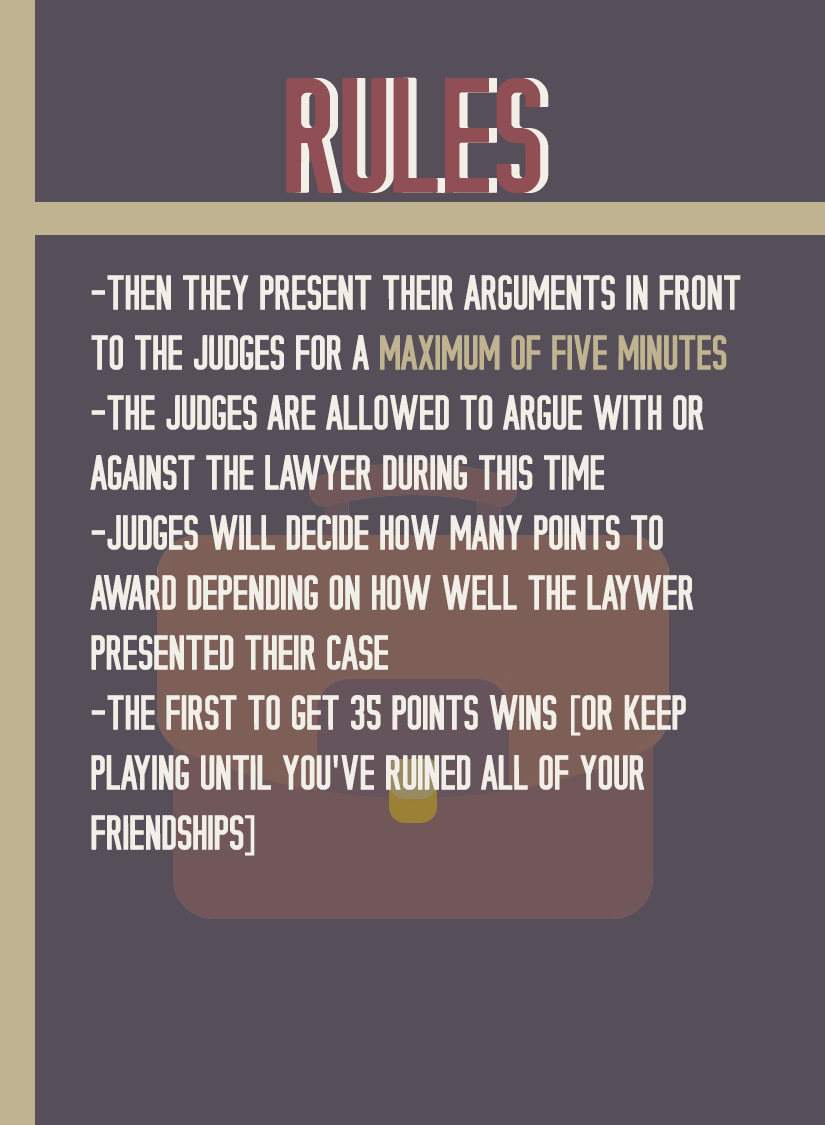 RULES
-THEN THEY PRESENT THEIR ARGUMENTS IN FRONT
TO THE JUDGES FOR A MAXIMUM OF FIVE MINUTES
-THE JUDGES ARE ALLOWED TO ARGUE WITH OR
AGAINST THE LAWYER DURING THIS TIME
-JUDGES WILL DECIDE HOW MANY POINTS TO
AWARD DEPENDING ON HOW WELL THE LAYWER
PRESENTED THEIR CASE
-THE FIRST TO GET 35 POINTS WINS [OR KEEP
PLAYING UNTIL YOU'VE RUINED ALL OF YOUR
FRIENDSHIPS]